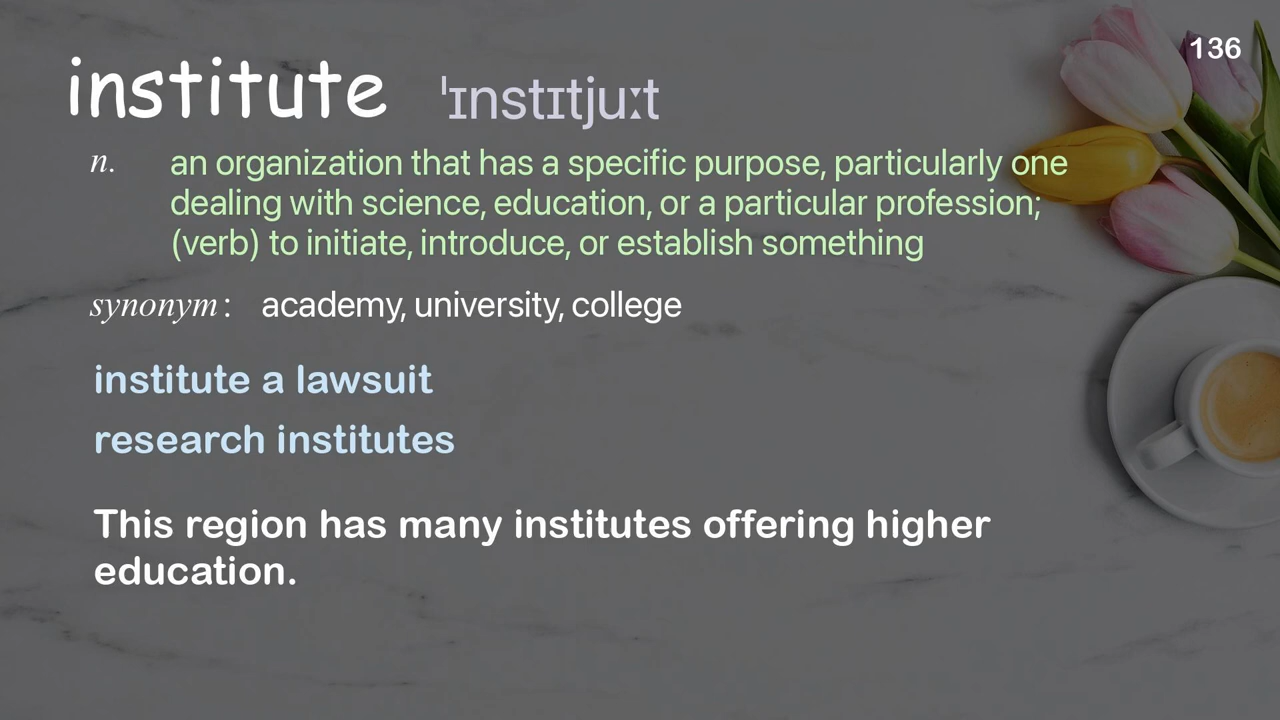 136
institute ˈɪnstɪtjuːt
n. an organization that has a specific purpose, particularly one
dealing with science, education, or a particular profession;
(verb) to initiate, introduce, or establish something
synonym: academy, university, college
institute a lawsuit
research institutes
This region has many institutes offering higher
education.